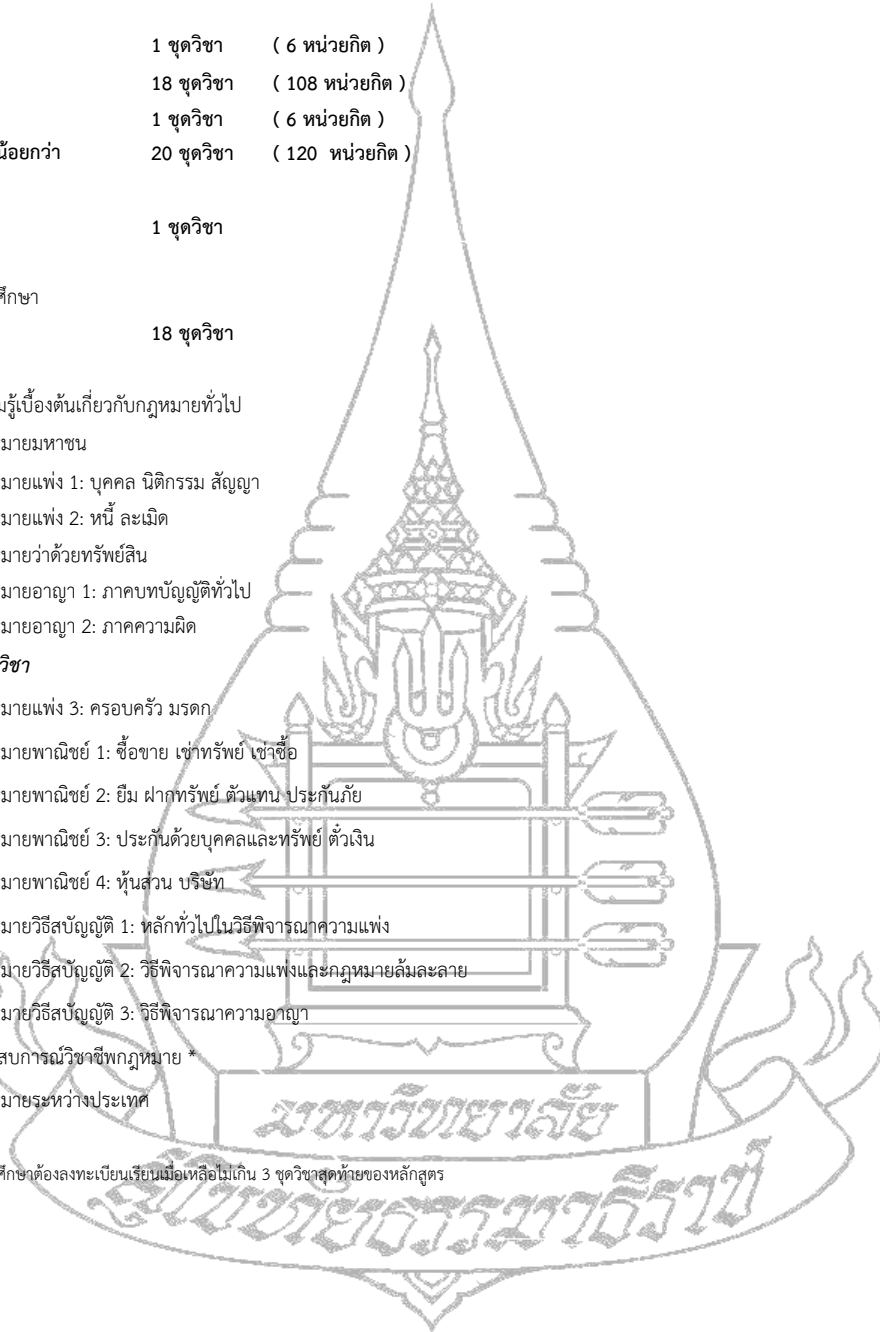 1 ชุดวิชา ( 6 หน่วยกิต )
18 ชุดวิชา ( 108 หน่วยกิต )
1 ชุดวิชา ( 6 หน่วยกิต )
น้อยกว่า 20 ชุดวิชา ( 120 หน่วยกิต )
1 ชุดวิชา
ศึกษา
18 ชุดวิชา
มรู้เบื้องต้นเกี่ยวกับกฎหมายทั่วไป
มายมหาชน
มายแพ่ง 1: บุคคล นิติกรรม สัญญา
มายแพ่ง 2: หนี้ ละเมิด
มายว่าด้วยทรัพย์สิน
มายอาญา 1: ภาคบทบัญญัติทั่วไป
มายอาญา 2: ภาคความผิด
วิชา
มายแพ่ง 3: ครอบครัว มรดก
มายพาณิชย์ 1: ซื้อขาย เช่าทรัพย์ เช่าซื้อ
มายพาณิชย์ 2: ยืม ฝากทรัพย์ ตัวแทน ประกันภัย
มายพาณิชย์ 3: ประกันด้วยบุคคลและทรัพย์ ตั๋วเงิน
มายพาณิชย์ 4: หุ้นส่วน บริษัท
มายวิธีสบัญญัติ 1: หลักทั่วไปในวิธีพิจารณาความแพ่ง
มายวิธีสบัญญัติ 2: วิธีพิจารณาความแพ่งและกฎหมายล้มละลาย
มายวิธีสบัญญัติ 3: วิธีพิจารณาความอาญา
สบการณ์วิชาชีพกฎหมาย *
มายระหว่างประเทศ
มหาวิทยาลัย
ศึกษาต้องลงทะเบียนเรียนเมื่อเหลือไม่เกิน 3 ชุดวิชาสุดท้ายของหลักสูตร
สุโขทัยธรรมาธิราช